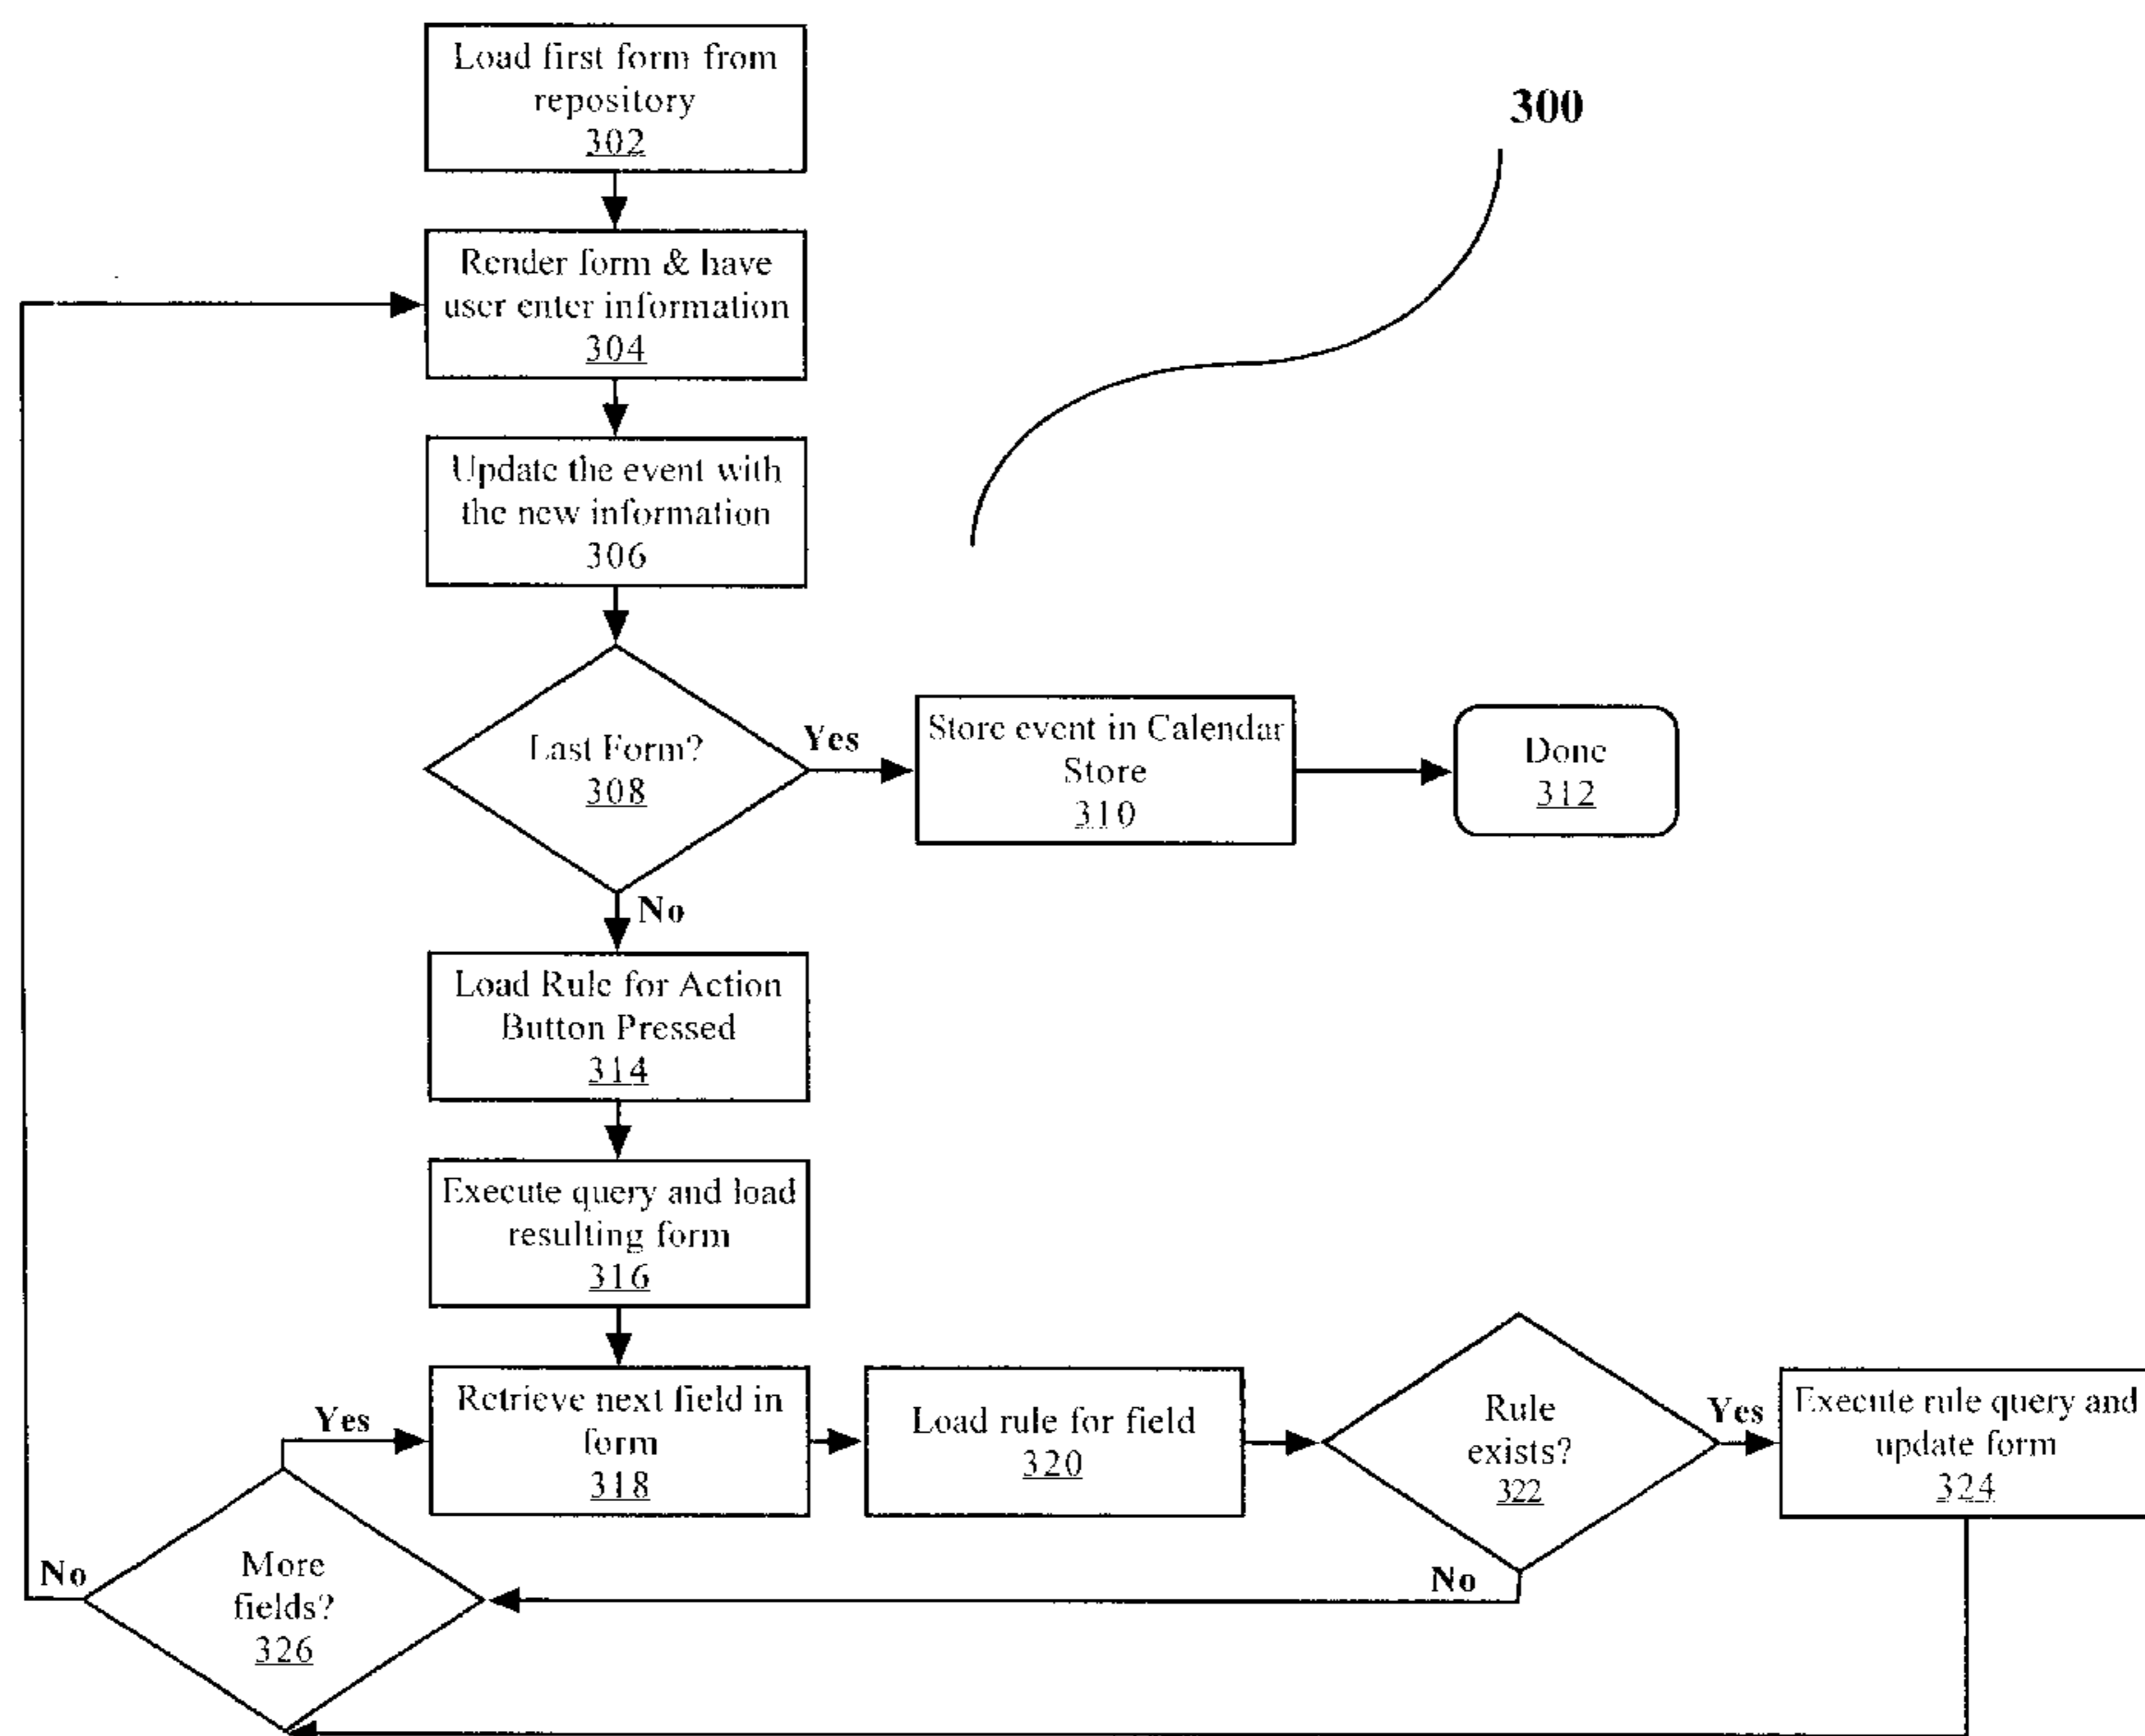 Load first form from
repository
302
300
Render form & have
user enter information
304
Update the event with
the new information
306
Last Form?
308
Yes
Store event in Calendar
Store
310
Done
312
No
Load Rule for Action
Button Pressed
314
Execute query and load
resulting form
316
Yes
Retrieve next field in
form
318
Load rule for field
320
Rule
exists?
322
Yes
Execute rule query and
update form
324
No
More
fields?
326
No